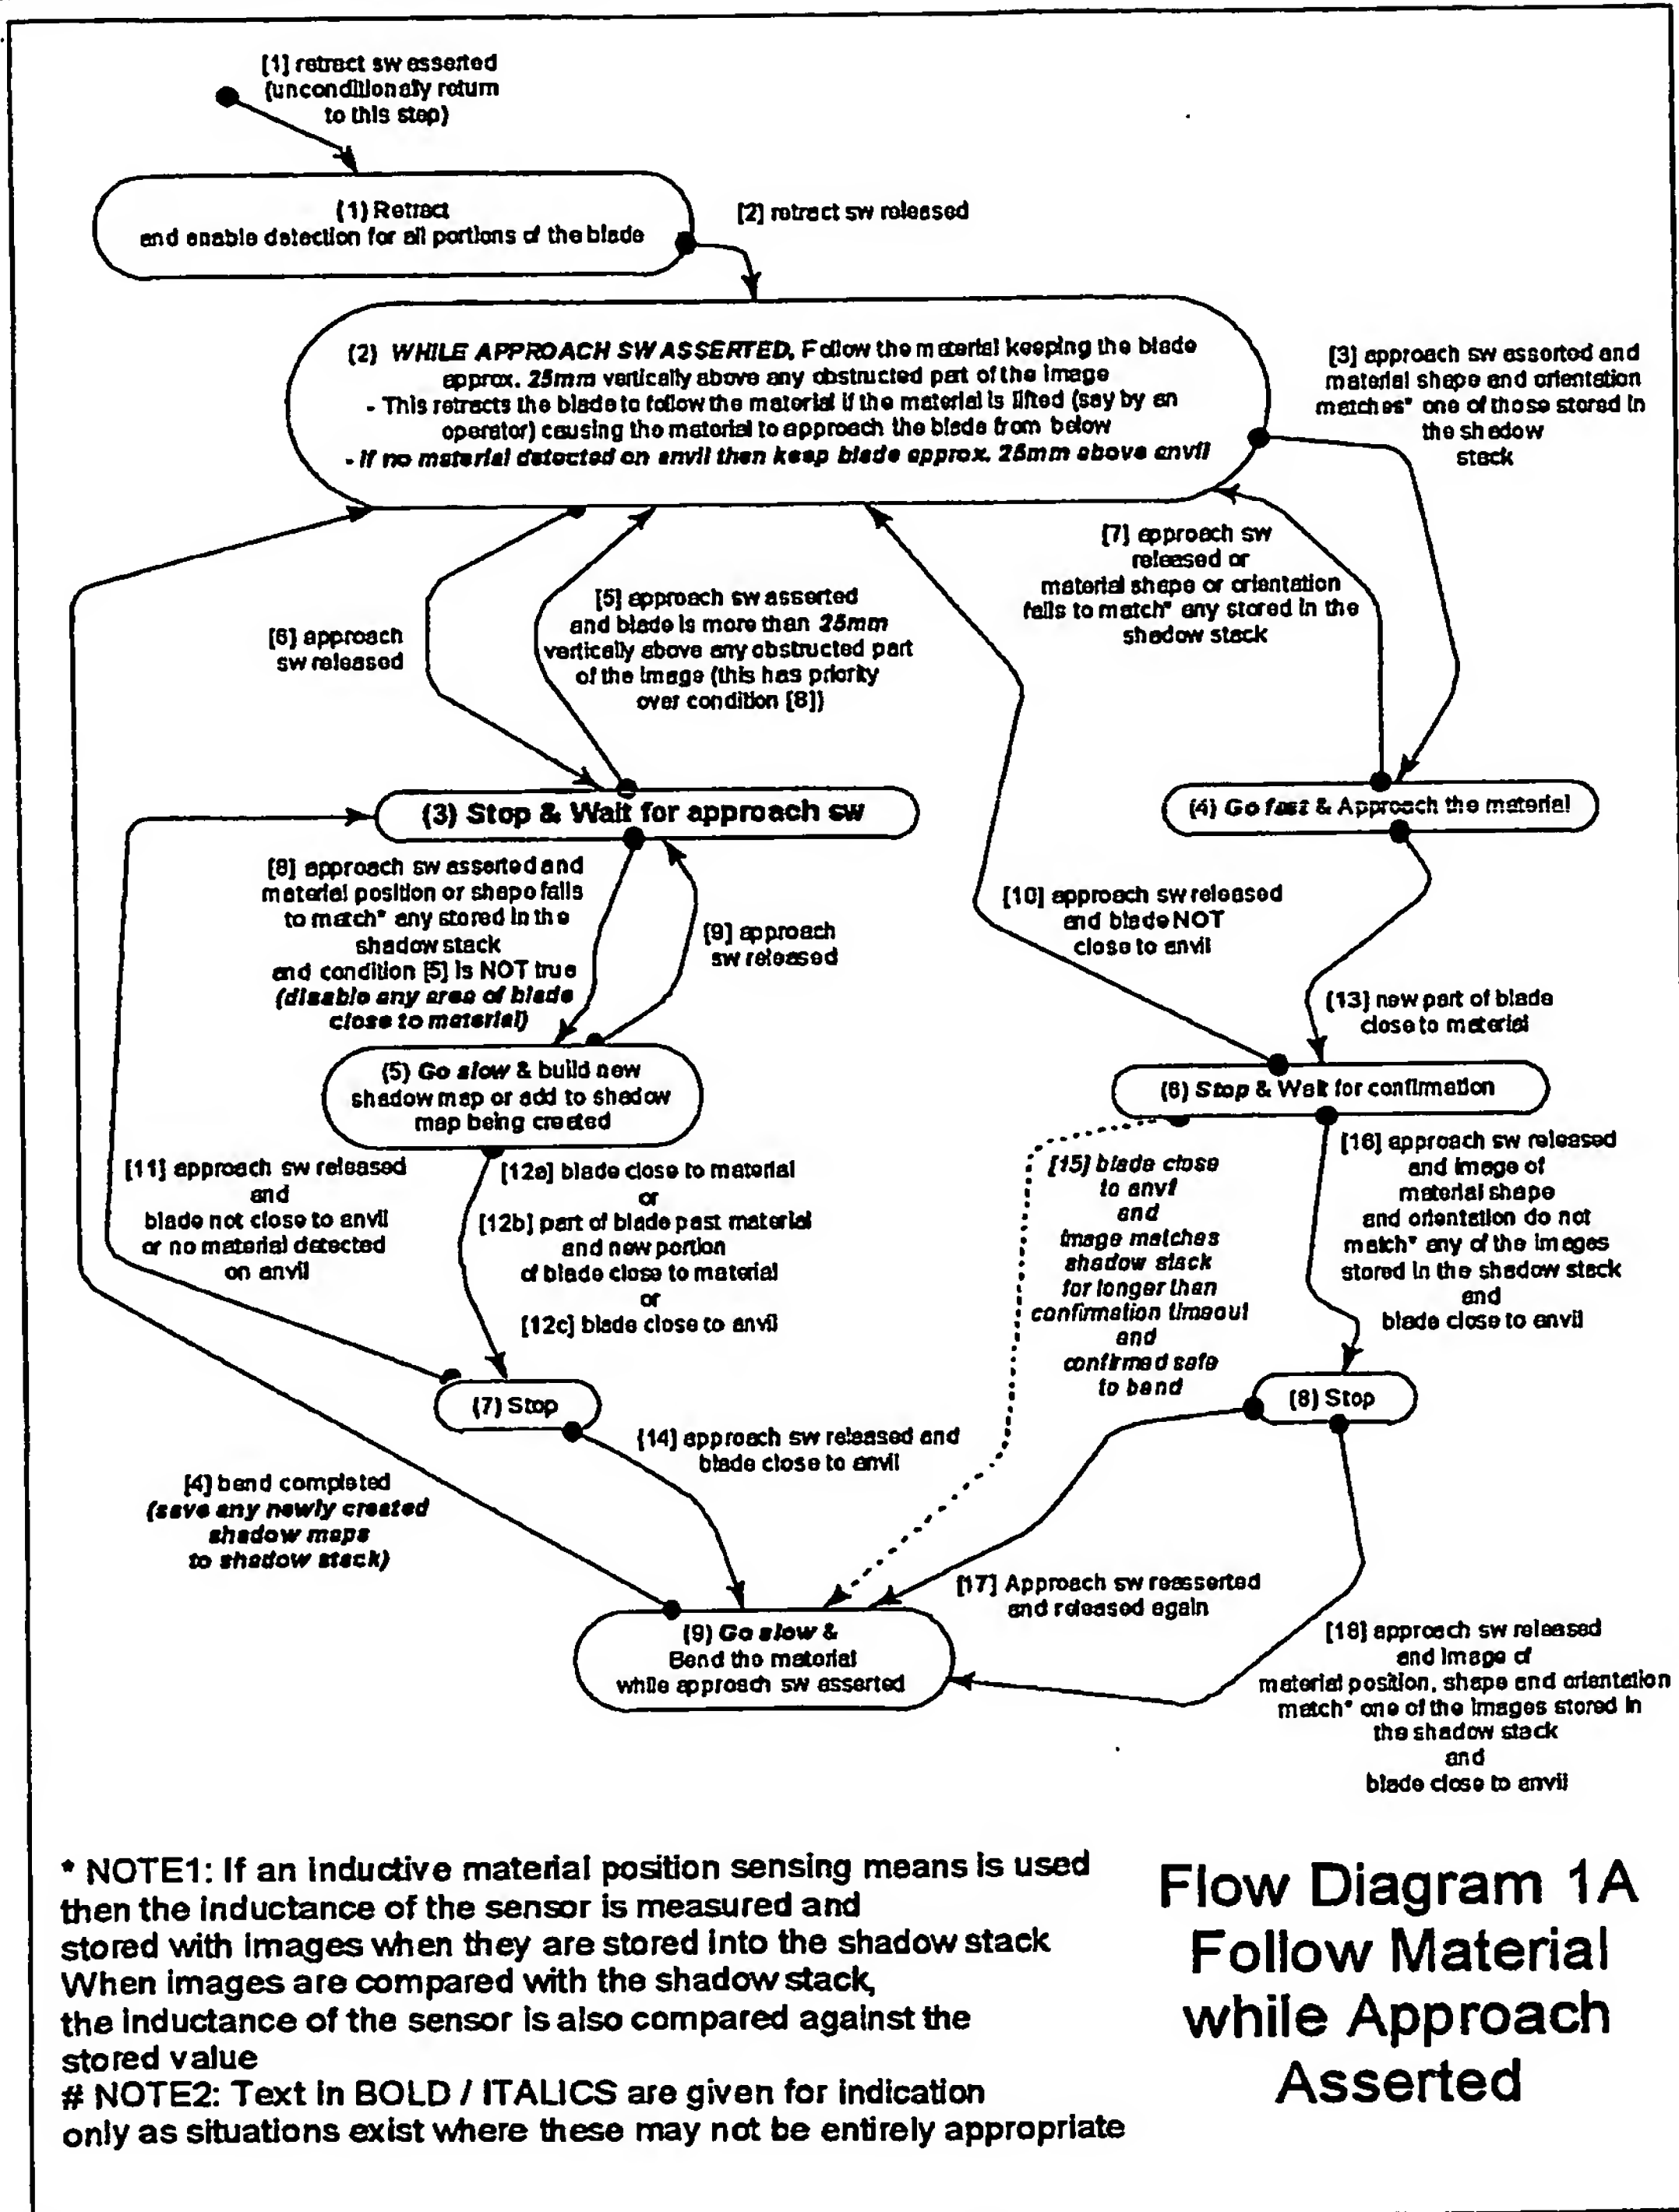 [1] retract sw asserted
(unconditionally return
to this step)
(1) Retract
and enable detection for all portions of the blade
[2] retract sw released
(2) WHILE APPROACH SW ASSERTED, Follow the material keeping the blade
approx. 25mm vertically above any obstructed part of the image
- This retracts the blade to follow the material if the material is lifted (say by an
operator) causing the material to approach the blade from below
- If no material detected on anvil then keep blade approx. 25mm above anvil
[3] approach sw asserted and
material shape and orientation
matches* one of those stored in
the shadow
stack
[7] approach sw
released or
material shape or orientation
fails to match* any stored in the
shadow stack
[5] approach sw asserted
and blade is more than 25mm
vertically above any obstructed part
of the image (this has priority
over condition [8])
[6] approach
sw released
(3) Stop & Wait for approach sw
(4) Go fast & Approach the material
[8] approach sw asserted and
material position or shape fails
to match* any stored in the
shadow stack
and condition [5] is NOT true
(disable any area of blade
close to material)
[9] approach
sw released
[10] approach sw released
and blade NOT
close to anvil
[13] new part of blade
close to material
(5) Go slow & build new
shadow map or add to shadow
map being created
(6) Stop & Wait for confirmation
[11] approach sw released
and
blade not close to anvil
or no material detected
on anvil
[12a] blade close to material
or
[12b] part of blade past material
and new portion
of blade close to material
or
[12c] blade close to anvil
[15] blade close
to anvil
and
image matches
shadow stack
for longer than
confirmation timeout
and
confirmed safe
to bend
[16] approach sw released
and image of
material shape
and orientation do not
match* any of the images
stored in the shadow stack
and
blade close to anvil
(7) Stop
(8) Stop
[14] approach sw released and
blade close to anvil
[4] bend completed
(save any newly created
shadow maps
to shadow stack)
[17] Approach sw reasserted
and released again
(9) Go slow &
Bend the material
while approach sw asserted
[18] approach sw released
and image of
material position, shape and orientation
match* one of the images stored in
the shadow stack
and
blade close to anvil
* NOTE1: If an inductive material position sensing means is used
then the inductance of the sensor is measured and
stored with images when they are stored into the shadow stack
When images are compared with the shadow stack,
the inductance of the sensor is also compared against the
stored value
# NOTE2: Text in BOLD / ITALICS are given for indication
only as situations exist where these may not be entirely appropriate
Flow Diagram 1A
Follow Material
while Approach
Asserted